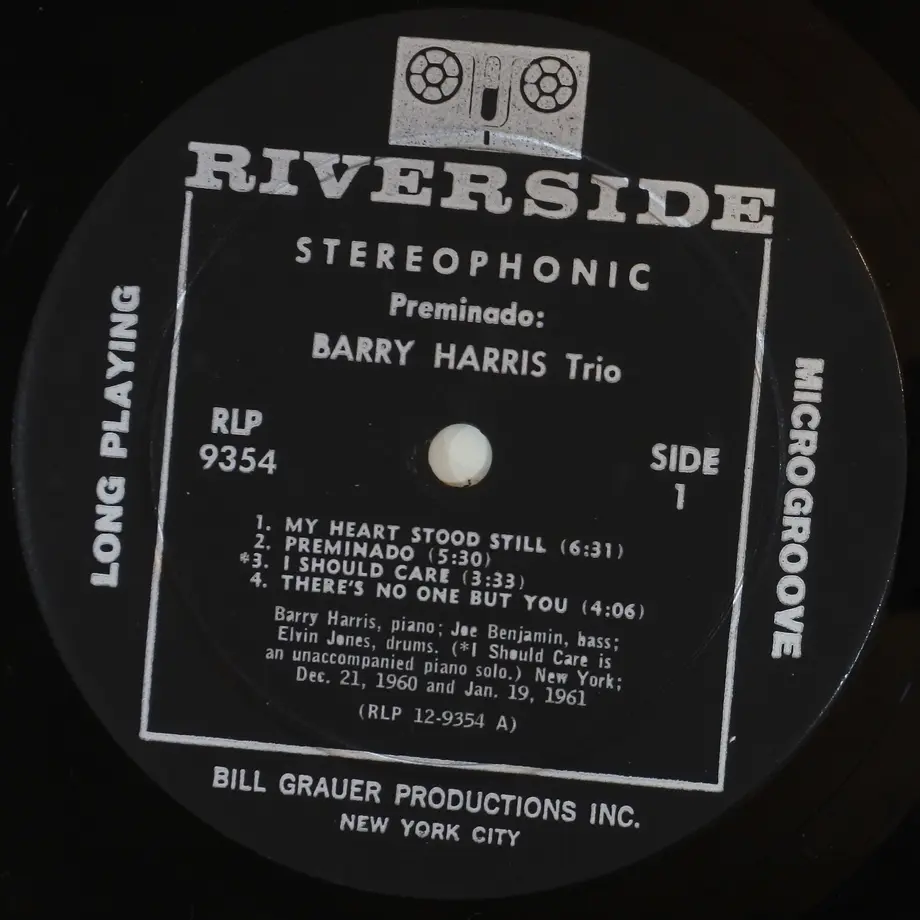 RIVERSIDE
STEREOPHONIC
Preminado:
BARRY HARRIS Trio
LONG PLAYING
RLP
9354
SIDE
1
MICROGROOVE
1. MY HEART STOOD STILL (6:31)
2. PREMINADO (5:30)
*3. I SHOULD CARE (3:33)
4. THERE'S NO ONE BUT YOU (4:06)
Barry Harris, piano; Joe Benjamin, bass;
Elvin Jones, drums. (*I Should Care is
an unaccompanied piano solo.) New York;
Dec. 21, 1960 and Jan. 19, 1961
(RLP 12-9354 A)
BILL GRAUER PRODUCTIONS INC.
NEW YORK CITY